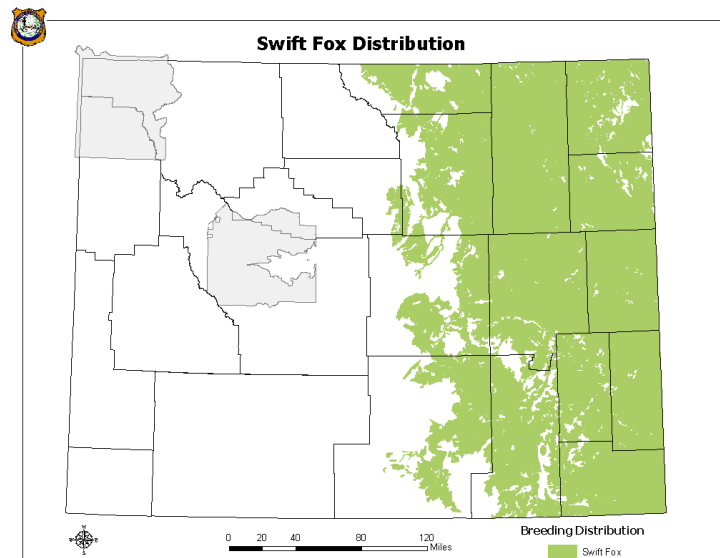 Swift Fox Distribution
N
W E
S
0 20 40 80 120
Miles
Breeding Distribution
Swift Fox